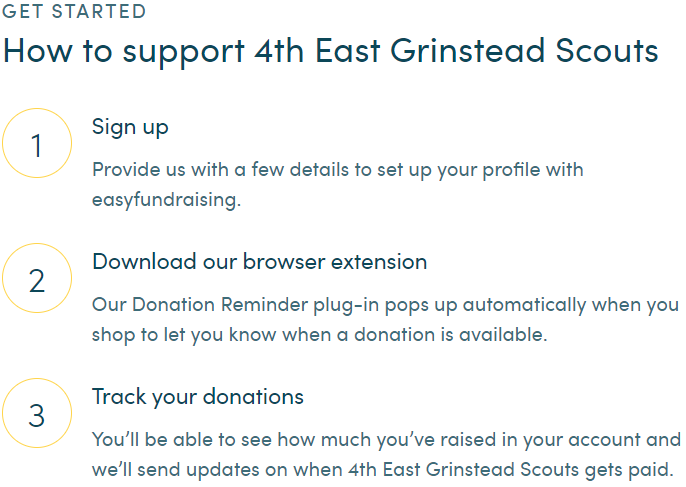 GET STARTED
How to support 4th East Grinstead Scouts
1
Sign up
Provide us with a few details to set up your profile with
easyfundraising.
2
Download our browser extension
Our Donation Reminder plug-in pops up automatically when you
shop to let you know when a donation is available.
3
Track your donations
You’ll be able to see how much you’ve raised in your account and
we’ll send updates on when 4th East Grinstead Scouts gets paid.